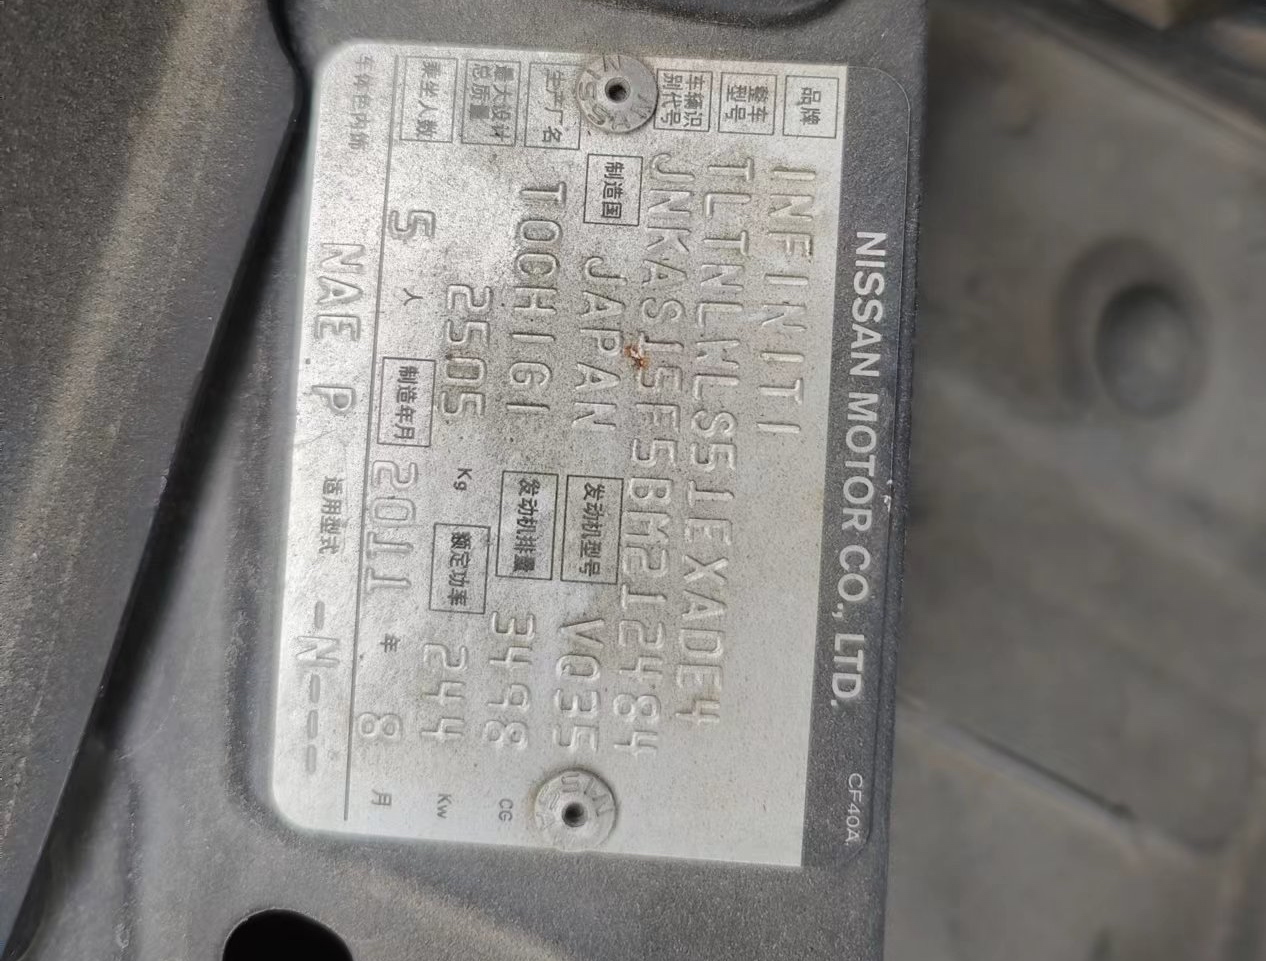 NISSAN MOTOR CO., LTD. CF40A
品牌 INFINITI
整车型号 TLTNLWLS51EXADE4
车辆识别代号 JNKAS1EF5BM212484
制造国 JAPAN 发动机型号 VQ35
生产厂名 TOCHIGI 发动机排量 3498 CG
最大设计总质量 2505 Kg 额定功率 244 Kw
乘坐人数 5 人 制造年月 2011 年 8 月
车体色内饰 NAE. P 适用型式 -N---